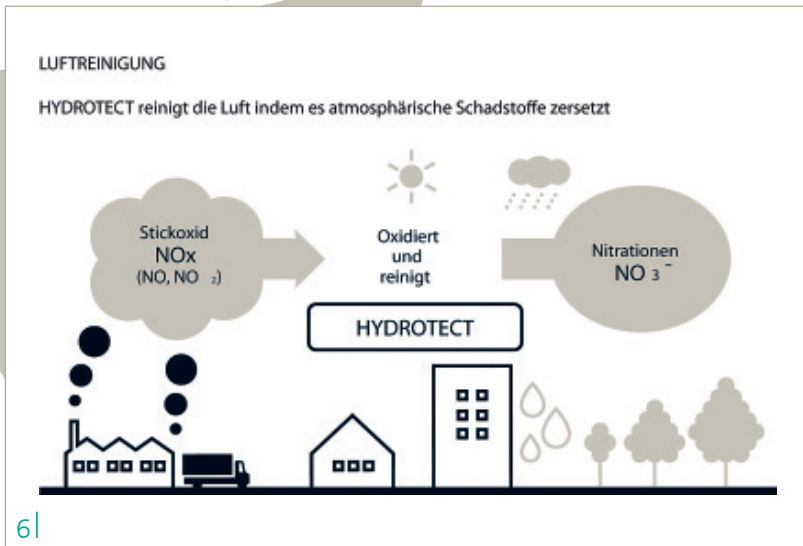 LUFTREINIGUNG
HYDROTECT reinigt die Luft indem es atmosphärische Schadstoffe zersetzt
Stickoxid
NOx
(NO, NO 2)
Oxidiert
und
reinigt
Nitrationen
NO 3 -
HYDROTECT
6|